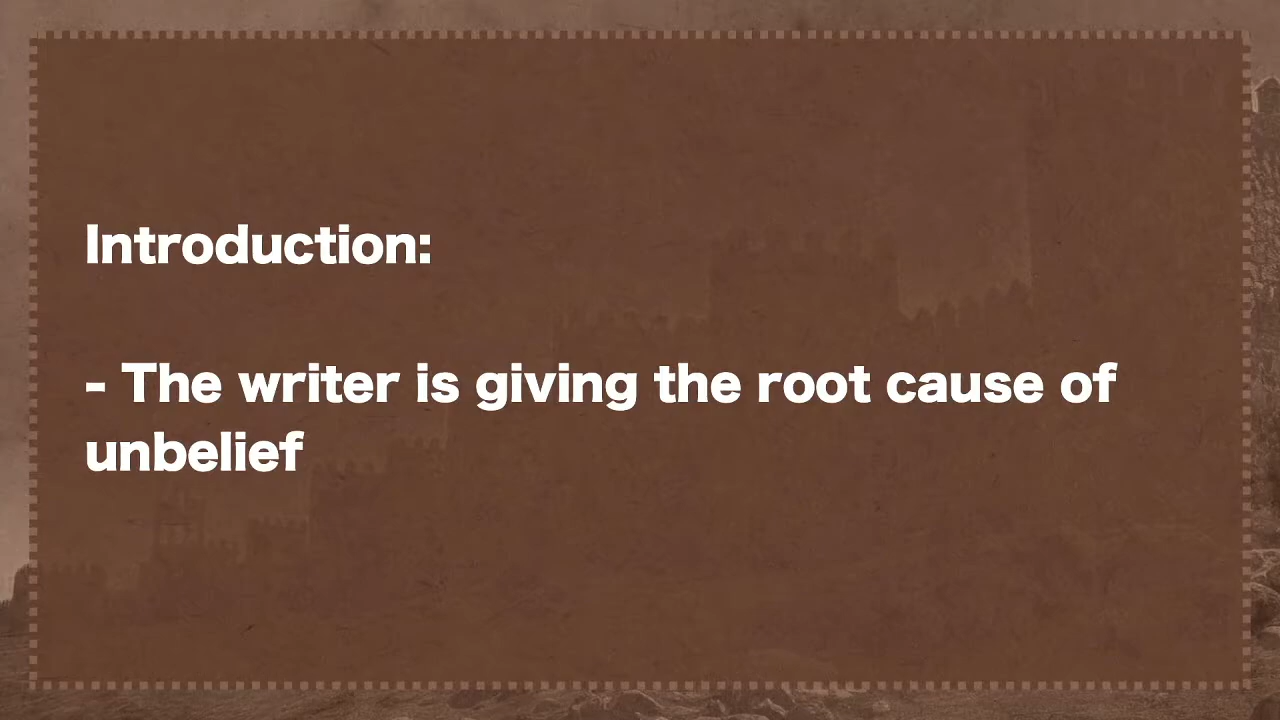 Introduction:
- The writer is giving the root cause of
unbelief